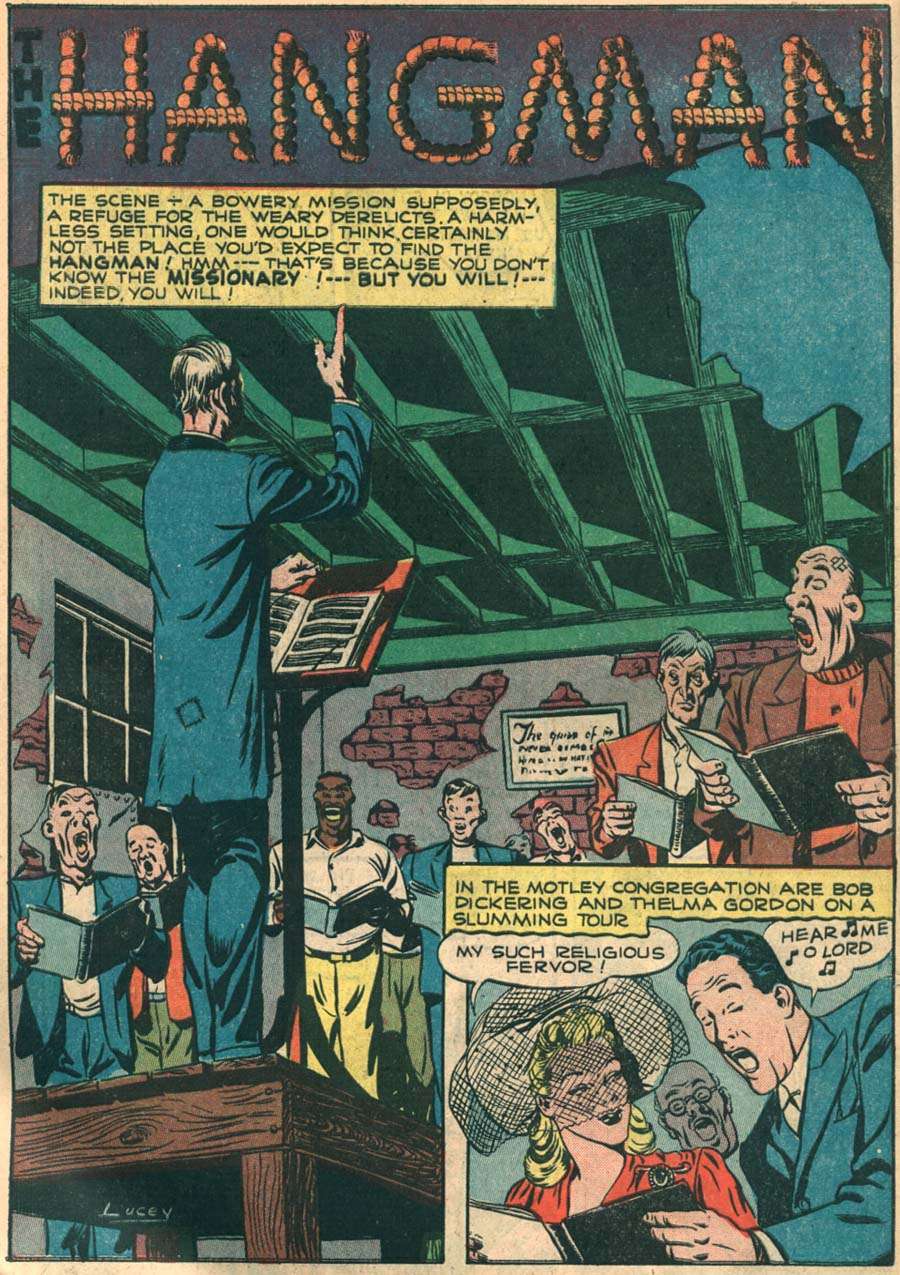 THE
HANGMAN
THE SCENE ÷ A BOWERY MISSION SUPPOSEDLY,
A REFUGE FOR THE WEARY DERELICTS. A HARM-
LESS SETTING, ONE WOULD THINK, CERTAINLY
NOT THE PLACE YOU'D EXPECT TO FIND THE
HANGMAN! HMM --- THAT'S BECAUSE YOU DON'T
KNOW THE MISSIONARY !--- BUT YOU WILL!---
INDEED, YOU WILL!
The
of
IN THE MOTLEY CONGREGATION ARE BOB
DICKERING AND THELMA GORDON ON A
SLUMMING TOUR
MY SUCH RELIGIOUS
FERVOR!
HEAR ♫ ME
♪ O LORD
♫
Lucey